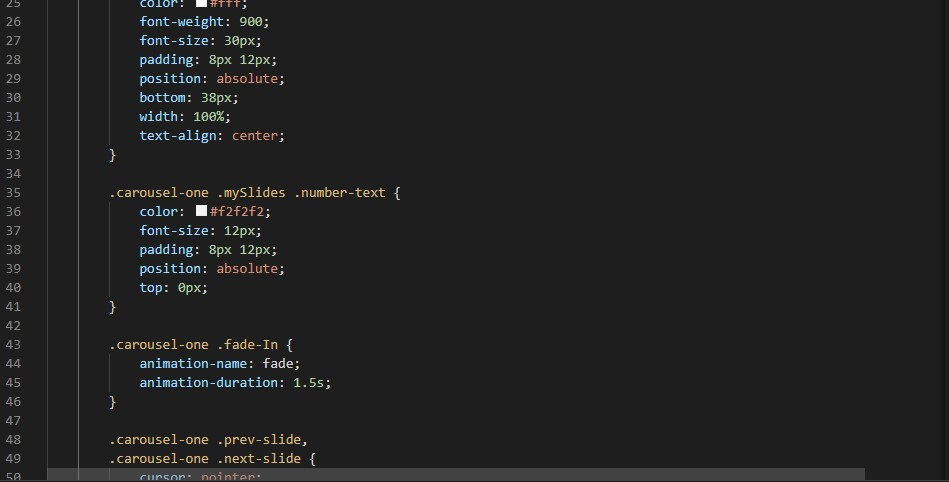 25 color: #fff;
26 font-weight: 900;
27 font-size: 30px;
28 padding: 8px 12px;
29 position: absolute;
30 bottom: 38px;
31 width: 100%;
32 text-align: center;
33 }
34
35 .carousel-one .mySlides .number-text {
36 color: #f2f2f2;
37 font-size: 12px;
38 padding: 8px 12px;
39 position: absolute;
40 top: 0px;
41 }
42
43 .carousel-one .fade-In {
44 animation-name: fade;
45 animation-duration: 1.5s;
46 }
47
48 .carousel-one .prev-slide,
49 .carousel-one .next-slide {
50 cursor: pointer;